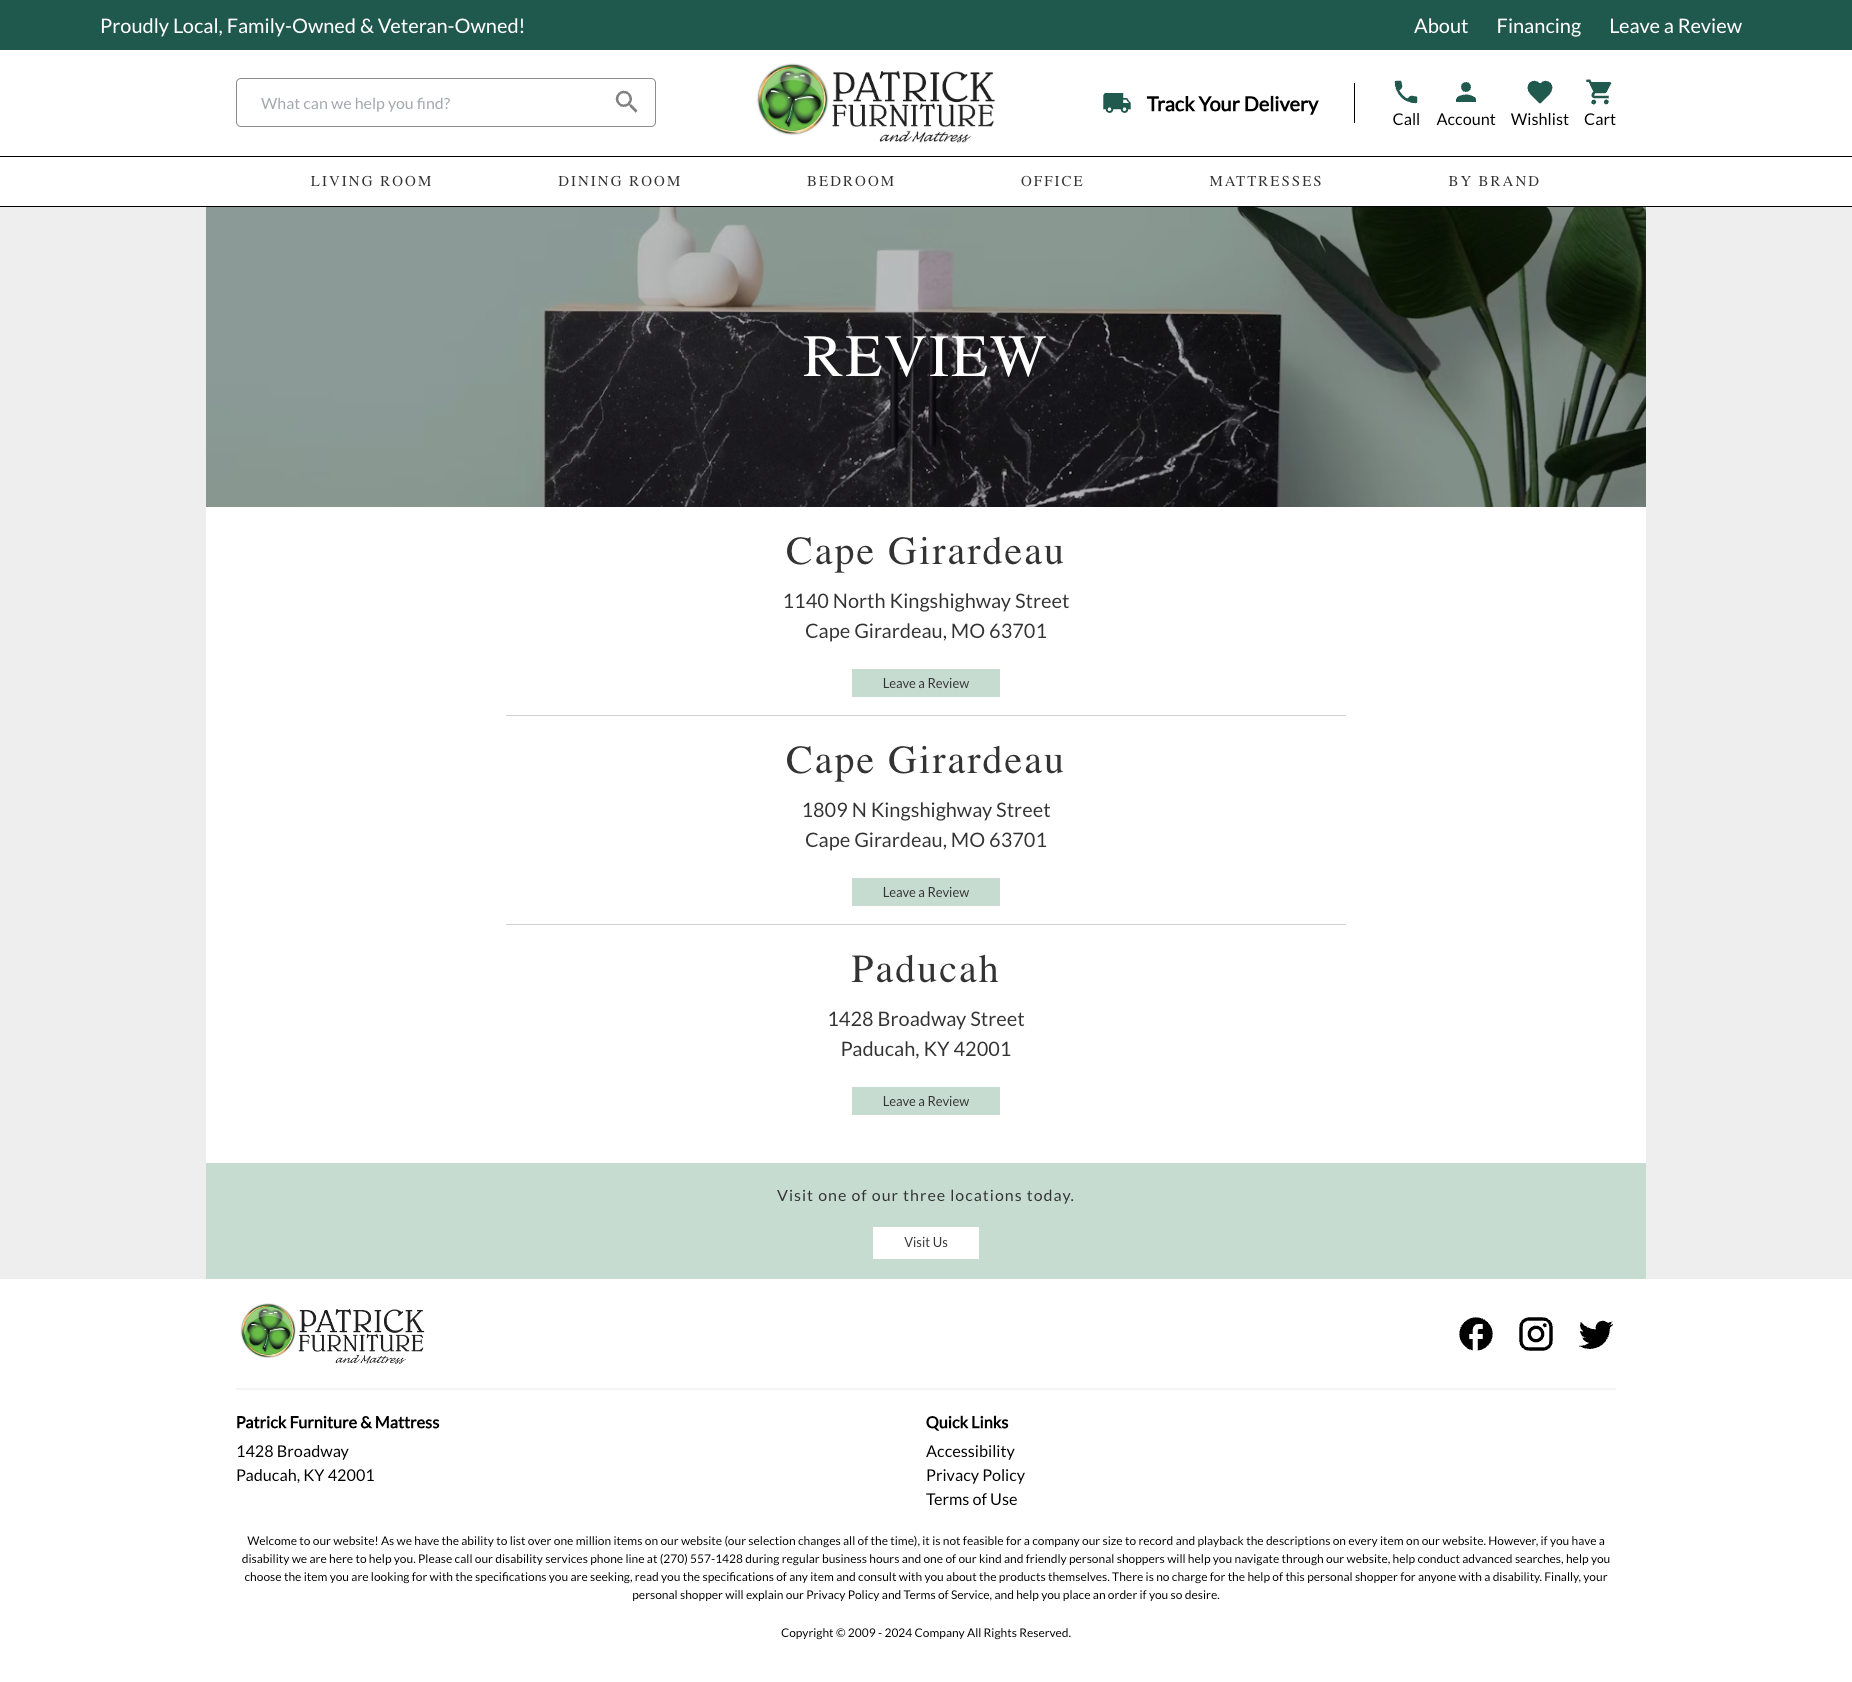 Proudly Local, Family-Owned & Veteran-Owned!
About Financing Leave a Review
What can we help you find?
PATRICK
FURNITURE
and Mattress
Track Your Delivery
Call Account Wishlist Cart
LIVING ROOM DINING ROOM BEDROOM OFFICE MATTRESSES BY BRAND
REVIEW
Cape Girardeau
1140 North Kingshighway Street
Cape Girardeau, MO 63701
Leave a Review
Cape Girardeau
1809 N Kingshighway Street
Cape Girardeau, MO 63701
Leave a Review
Paducah
1428 Broadway Street
Paducah, KY 42001
Leave a Review
Visit one of our three locations today.
Visit Us
PATRICK
FURNITURE
and Mattress
Patrick Furniture & Mattress
1428 Broadway
Paducah, KY 42001
Quick Links
Accessibility
Privacy Policy
Terms of Use
Welcome to our website! As we have the ability to list over one million items on our website (our selection changes all of the time), it is not feasible for a company our size to record and playback the descriptions on every item on our website. However, if you have a
disability we are here to help you. Please call our disability services phone line at (270) 557-1428 during regular business hours and one of our kind and friendly personal shoppers will help you navigate through our website, help conduct advanced searches, help you
choose the item you are looking for with the specifications you are seeking, read you the specifications of any item and consult with you about the products themselves. There is no charge for the help of this personal shopper for anyone with a disability. Finally, your
personal shopper will explain our Privacy Policy and Terms of Service, and help you place an order if you so desire.
Copyright © 2009 - 2024 Company All Rights Reserved.